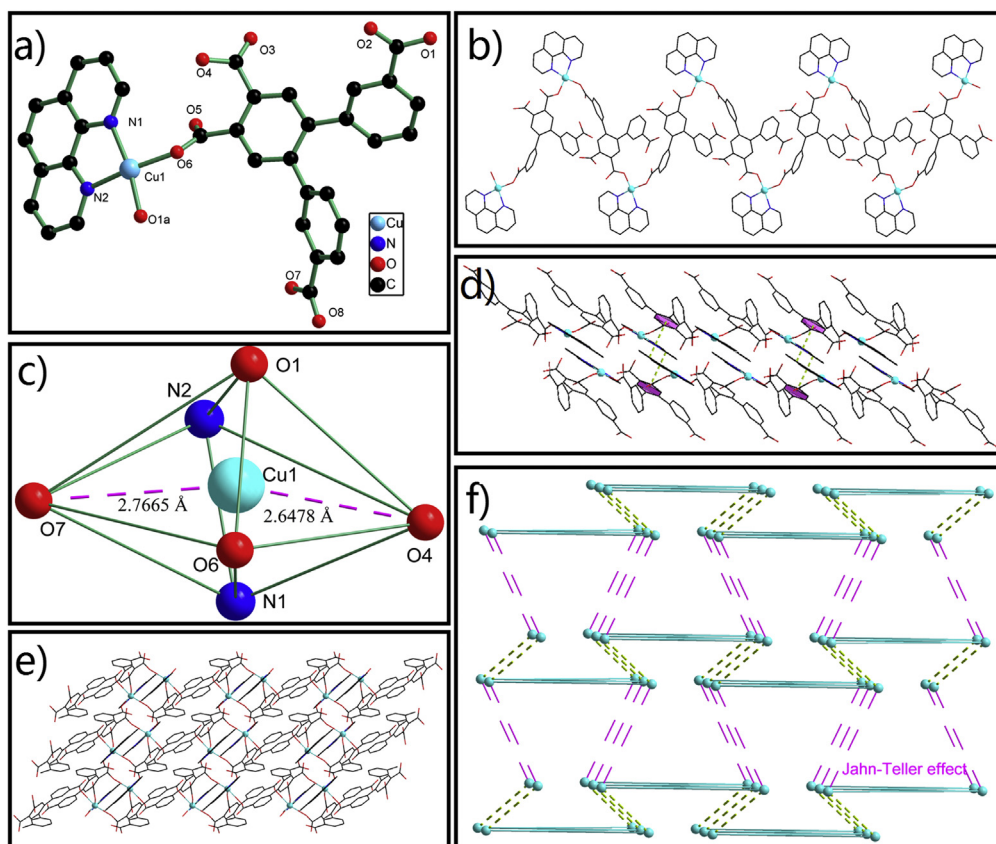 a)
O3
O4
O2
O1
O5
N1
O6
Cu1
N2
O1a
Cu
N
O
C
O7
O8
b)
c)
O1
N2
Cu1
2.7665 Å
2.6478 Å
O7
O6
O4
N1
d)
e)
f)
Jahn-Teller effect